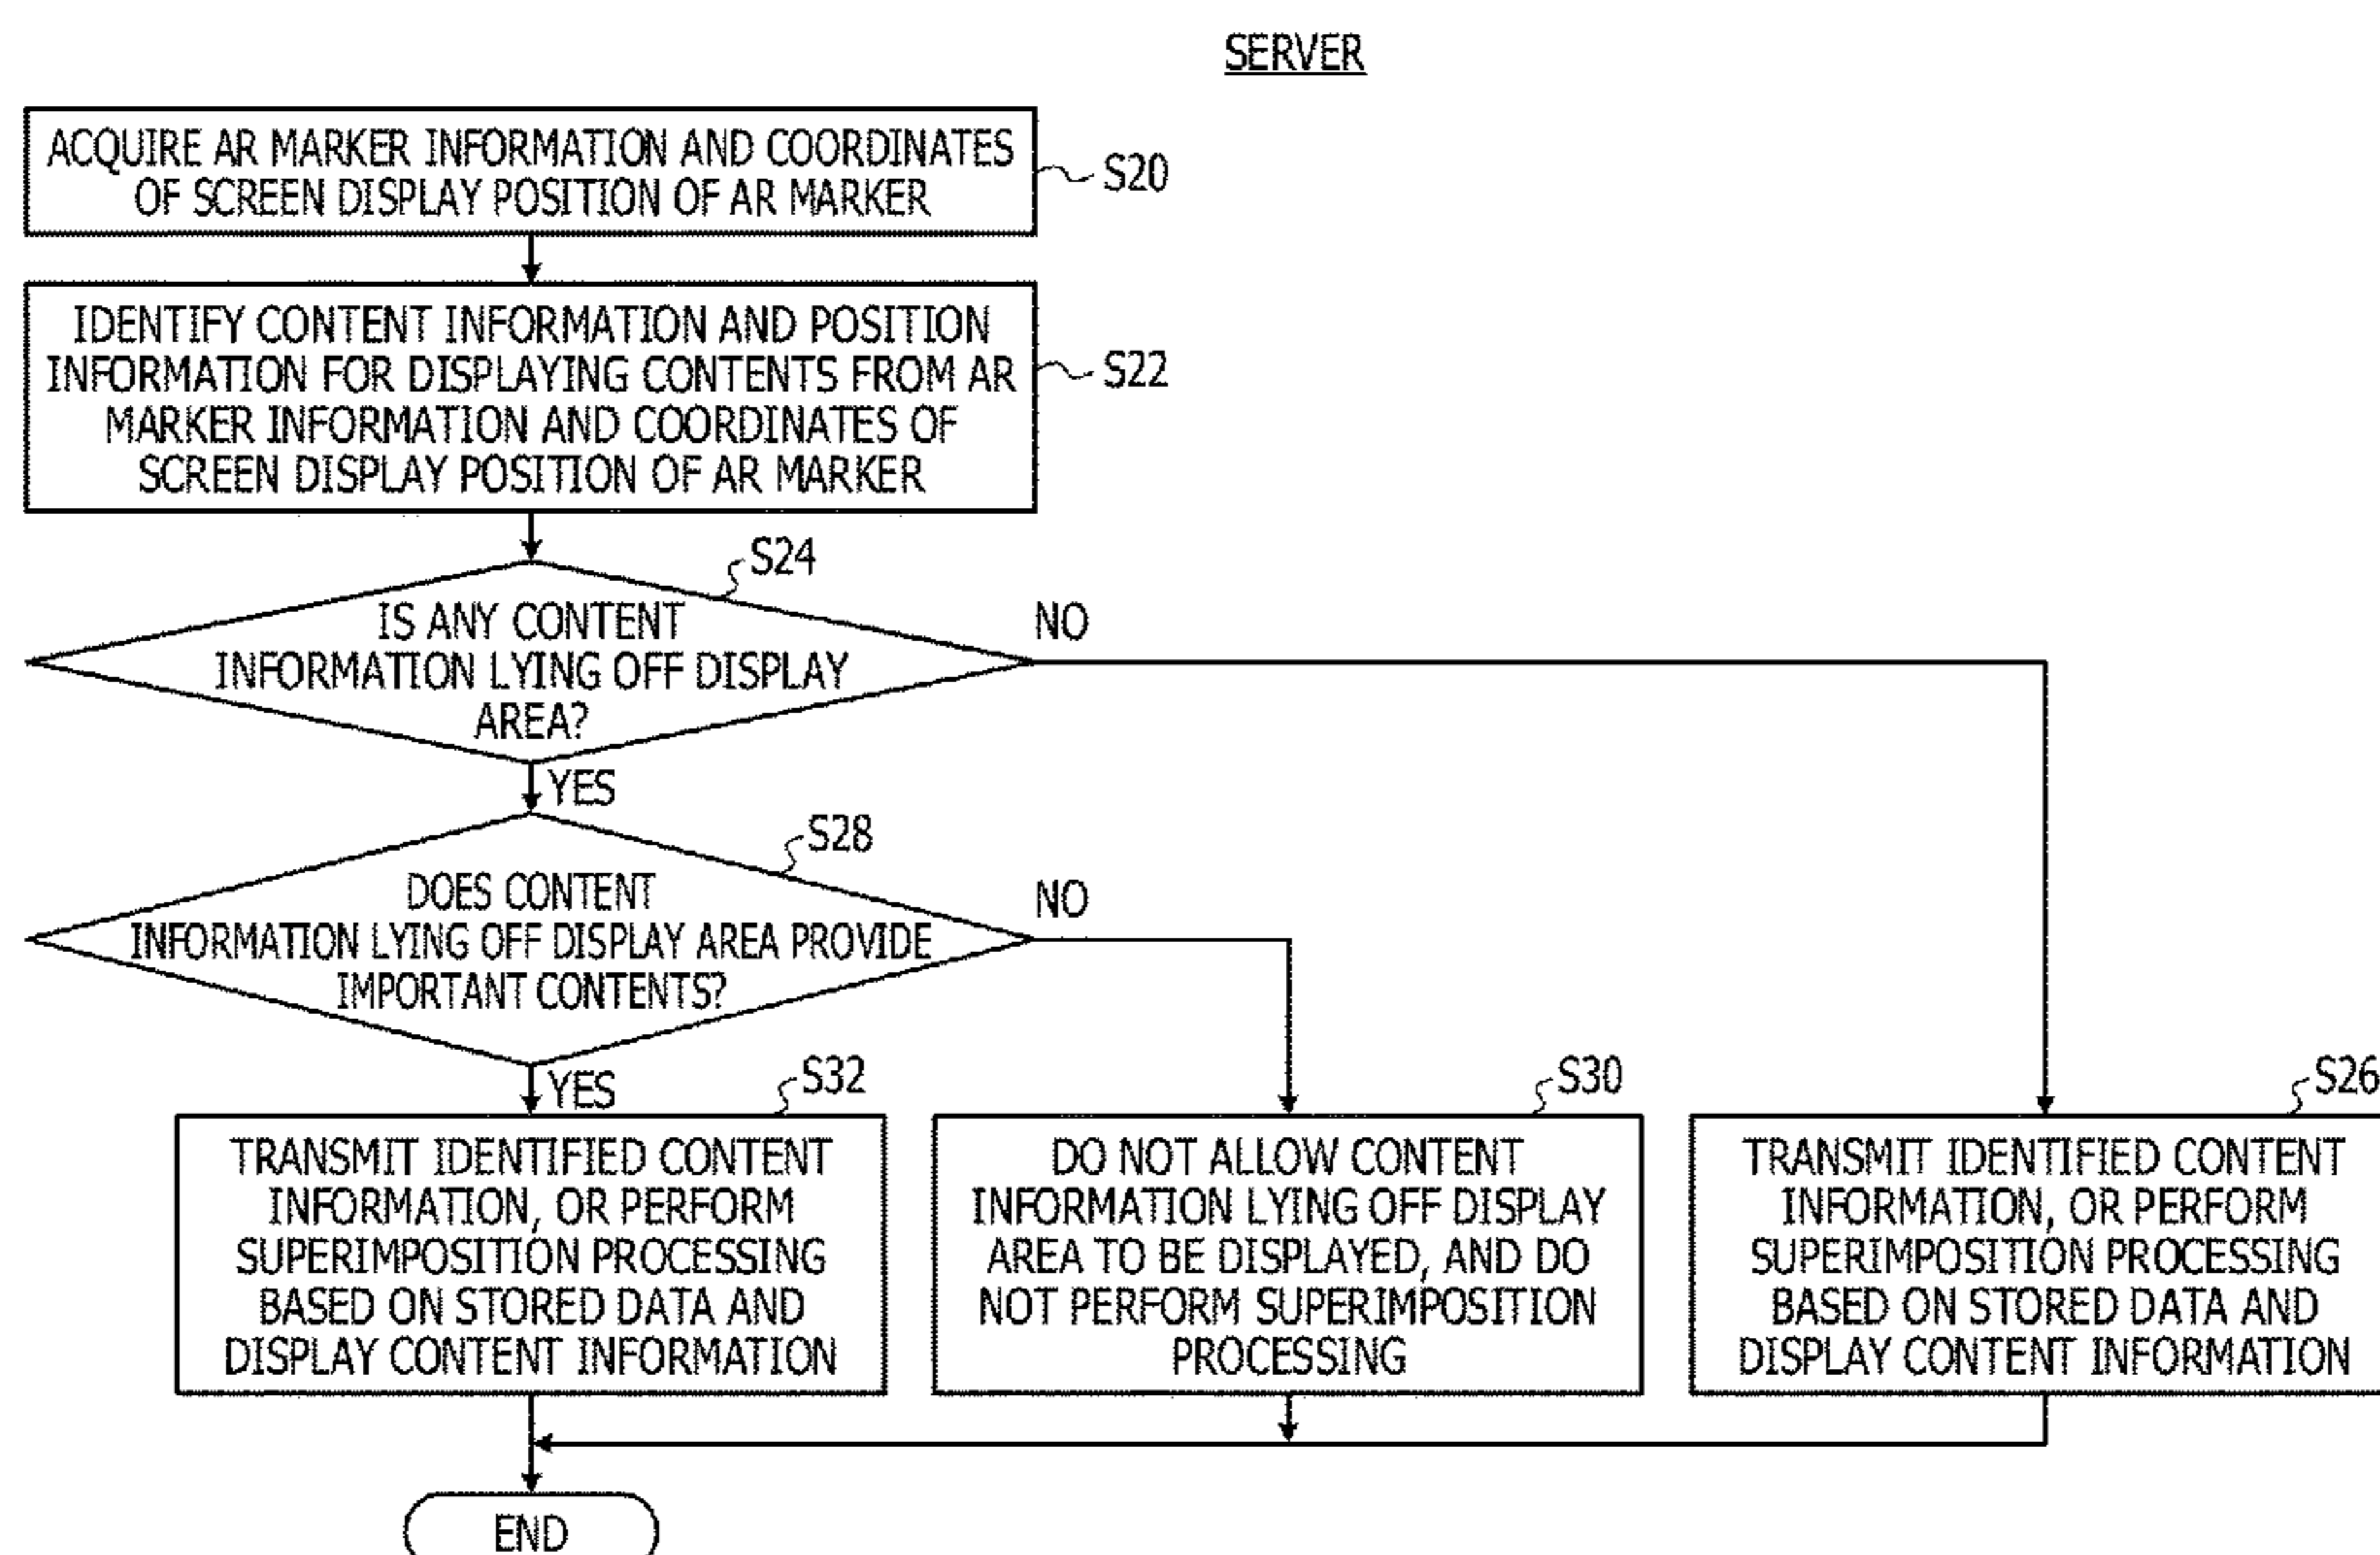 SERVER
ACQUIRE AR MARKER INFORMATION AND COORDINATES
OF SCREEN DISPLAY POSITION OF AR MARKER
S20
IDENTIFY CONTENT INFORMATION AND POSITION
INFORMATION FOR DISPLAYING CONTENTS FROM AR
MARKER INFORMATION AND COORDINATES OF
SCREEN DISPLAY POSITION OF AR MARKER
S22
S24
IS ANY CONTENT
INFORMATION LYING OFF DISPLAY
AREA?
NO
YES
S28
DOES CONTENT
INFORMATION LYING OFF DISPLAY AREA PROVIDE
IMPORTANT CONTENTS?
NO
YES
S32
TRANSMIT IDENTIFIED CONTENT
INFORMATION, OR PERFORM
SUPERIMPOSITION PROCESSING
BASED ON STORED DATA AND
DISPLAY CONTENT INFORMATION
S30
DO NOT ALLOW CONTENT
INFORMATION LYING OFF DISPLAY
AREA TO BE DISPLAYED, AND DO
NOT PERFORM SUPERIMPOSITION
PROCESSING
S26
TRANSMIT IDENTIFIED CONTENT
INFORMATION, OR PERFORM
SUPERIMPOSITION PROCESSING
BASED ON STORED DATA AND
DISPLAY CONTENT INFORMATION
END